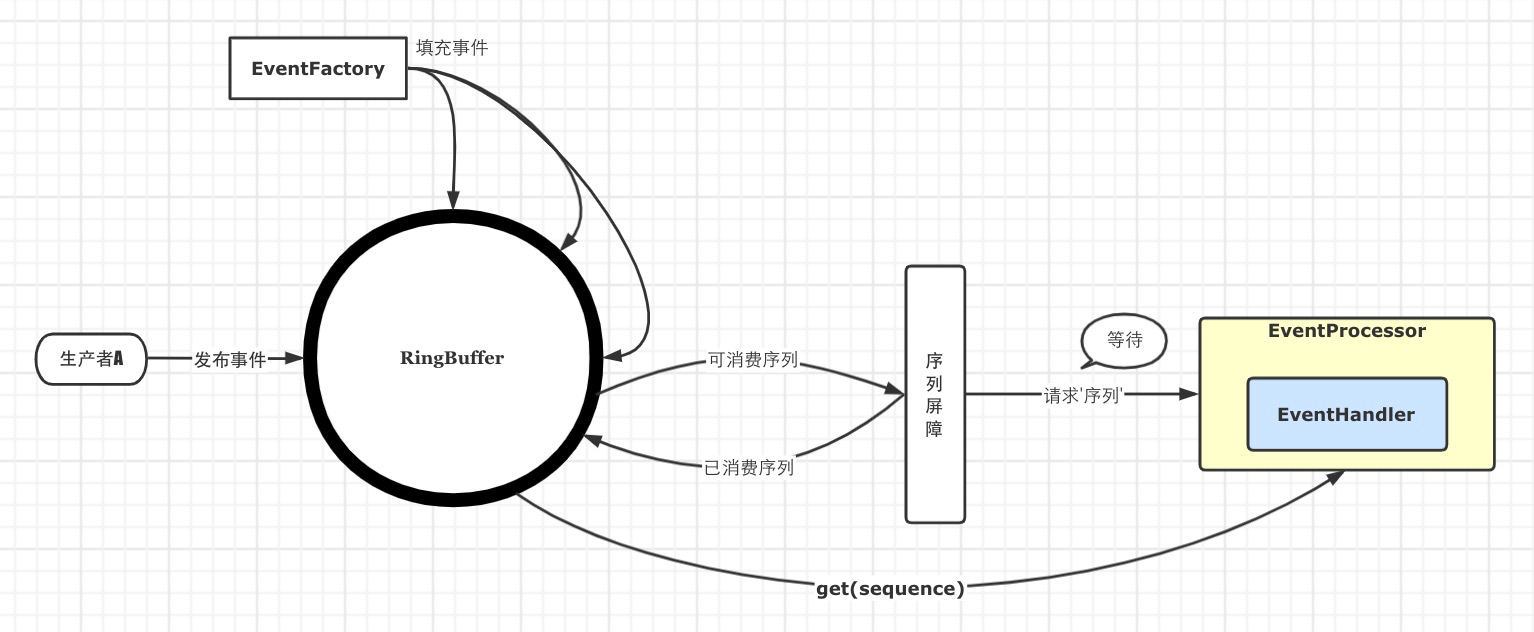 填充事件
EventFactory
生产者A
发布事件
RingBuffer
可消费序列
已消费序列
序
列
屏
障
等待
请求'序列'
EventProcessor
EventHandler
get(sequence)